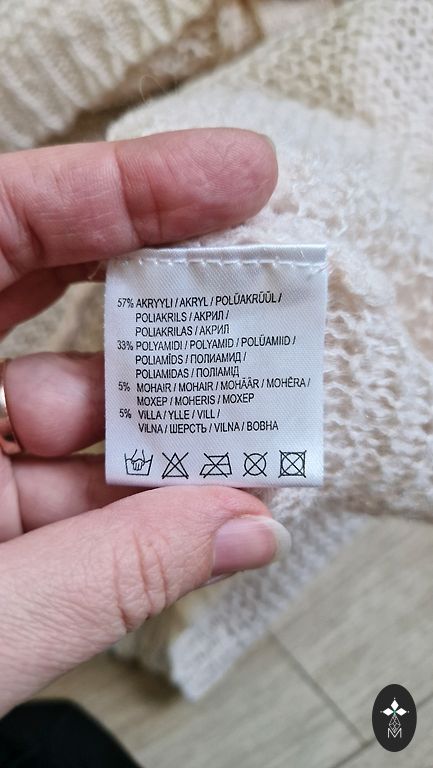 57% AKRYYLI / AKRYL / POLÜAKRÜÜL /
POLIAKRILS / АКРИЛ /
POLIAKRILAS / АКРИЛ
33% POLYAMIDI / POLYAMID / POLÜAMIID /
POLIAMĪDS / ПОЛИАМИД /
POLIAMIDAS / ПОЛІАМІД
5% MOHAIR / MOHAIR / MOHÄÄR / MOHĒRA /
МОХЕР / MOHERIS / МОХЕР
5% VILLA / YLLE / VILL /
VILNA / ШЕРСТЬ / VILNA / ВОВНА
M